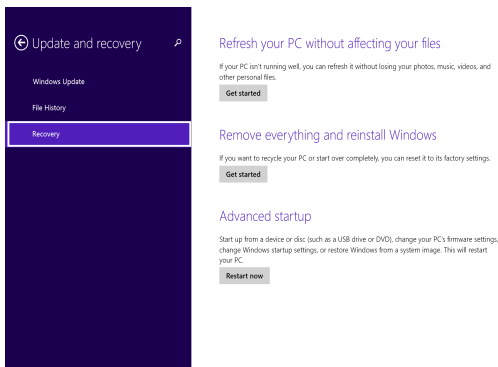 Update and recovery
Windows Update
File History
Recovery
Refresh your PC without affecting your files
If your PC isn't running well, you can refresh it without losing your photos, music, videos, and
other personal files.
Get started
Remove everything and reinstall Windows
If you want to recycle your PC or start over completely, you can reset it to its factory settings.
Get started
Advanced startup
Start up from a device or disc (such as a USB drive or DVD), change your PC's firmware settings,
change Windows startup settings, or restore Windows from a system image. This will restart
your PC.
Restart now